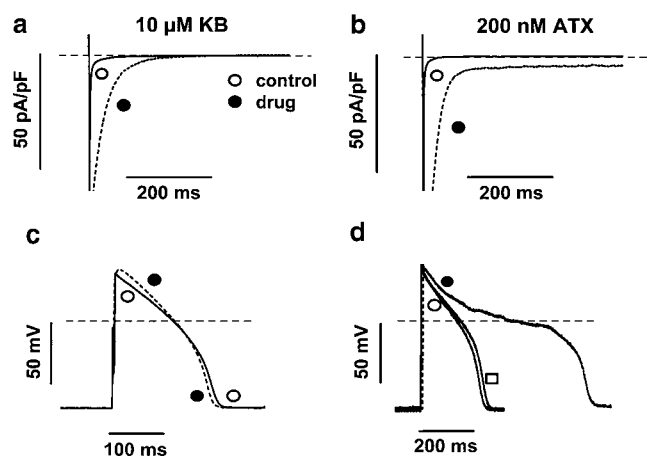 a
10 µM KB
50 pA/pF
control
drug
200 ms
b
200 nM ATX
50 pA/pF
200 ms
c
50 mV
100 ms
d
50 mV
200 ms